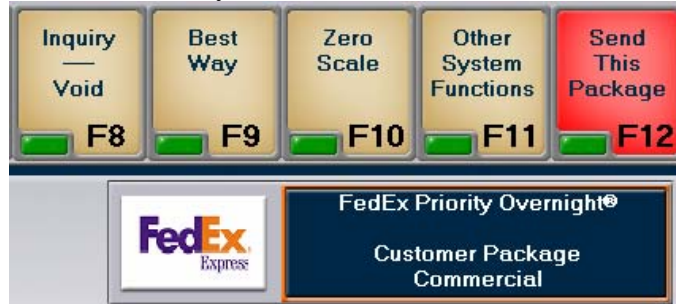 Inquiry
Void
F8
Best
Way
F9
Zero
Scale
F10
Other
System
Functions
F11
Send
This
Package
F12
FedEx
Express
FedEx Priority Overnight®
Customer Package
Commercial